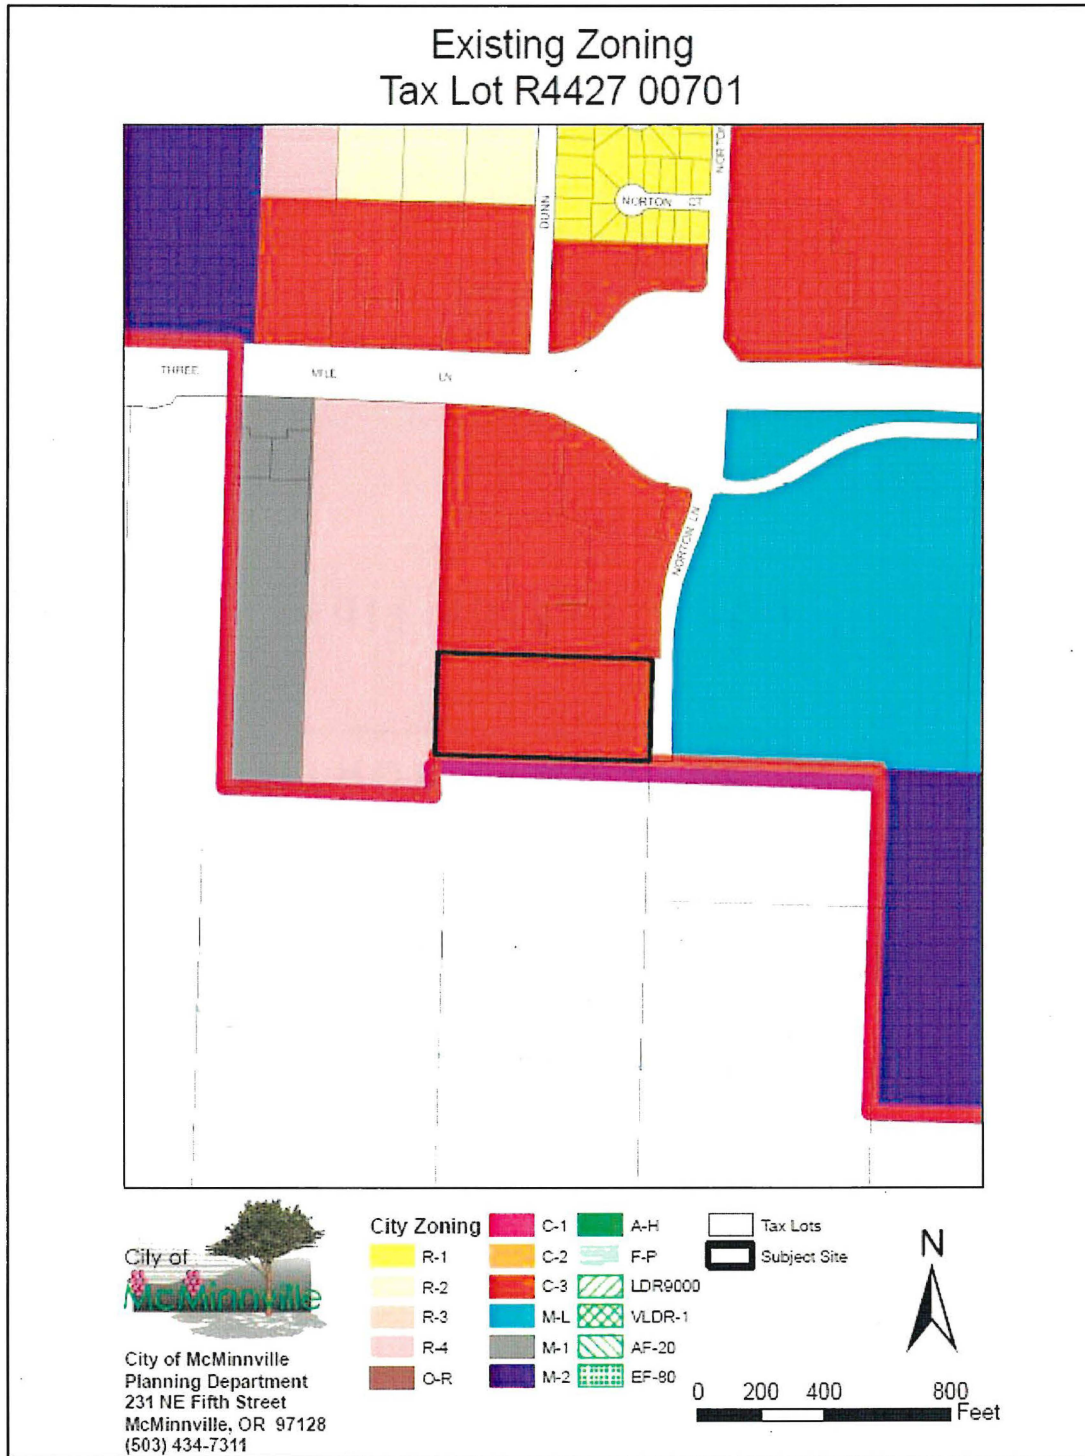 Existing Zoning
Tax Lot R4427 00701
DUNN
NORTON CT
NORTON
THREE MILE LN
NORTON LN
City of
McMinnville
City of McMinnville
Planning Department
231 NE Fifth Street
McMinnville, OR 97128
(503) 434-7311
City Zoning
R-1
R-2
R-3
R-4
O-R
C-1
C-2
C-3
M-L
M-1
M-2
A-H
F-P
LDR9000
VLDR-1
AF-20
EF-80
Tax Lots
Subject Site
N
0 200 400 800
Feet